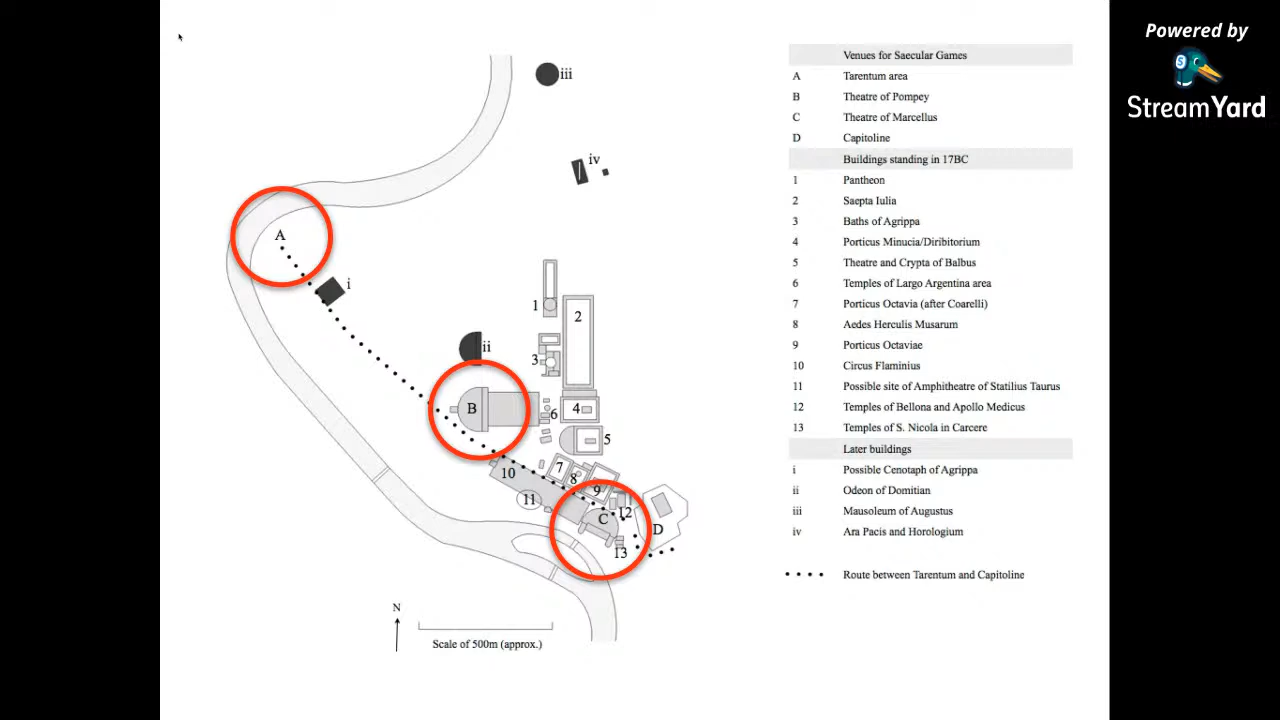 Powered by
S
StreamYard
Venues for Saecular Games
A Tarentum area
B Theatre of Pompey
C Theatre of Marcellus
D Capitoline
Buildings standing in 17BC
1 Pantheon
2 Saepta Iulia
3 Baths of Agrippa
4 Porticus Minucia/Diribitorium
5 Theatre and Crypta of Balbus
6 Temples of Largo Argentina area
7 Porticus Octavia (after Coarelli)
8 Aedes Herculis Musarum
9 Porticus Octaviae
10 Circus Flaminius
11 Possible site of Amphitheatre of Statilius Taurus
12 Temples of Bellona and Apollo Medicus
13 Temples of S. Nicola in Carcere
Later buildings
i Possible Cenotaph of Agrippa
ii Odeon of Domitian
iii Mausoleum of Augustus
iv Ara Pacis and Horologium
Route between Tarentum and Capitoline
iii
iv
A
i
1
2
ii
3
B
6
4
5
7
8
9
10
11
12
C
D
13
N
Scale of 500m (approx.)